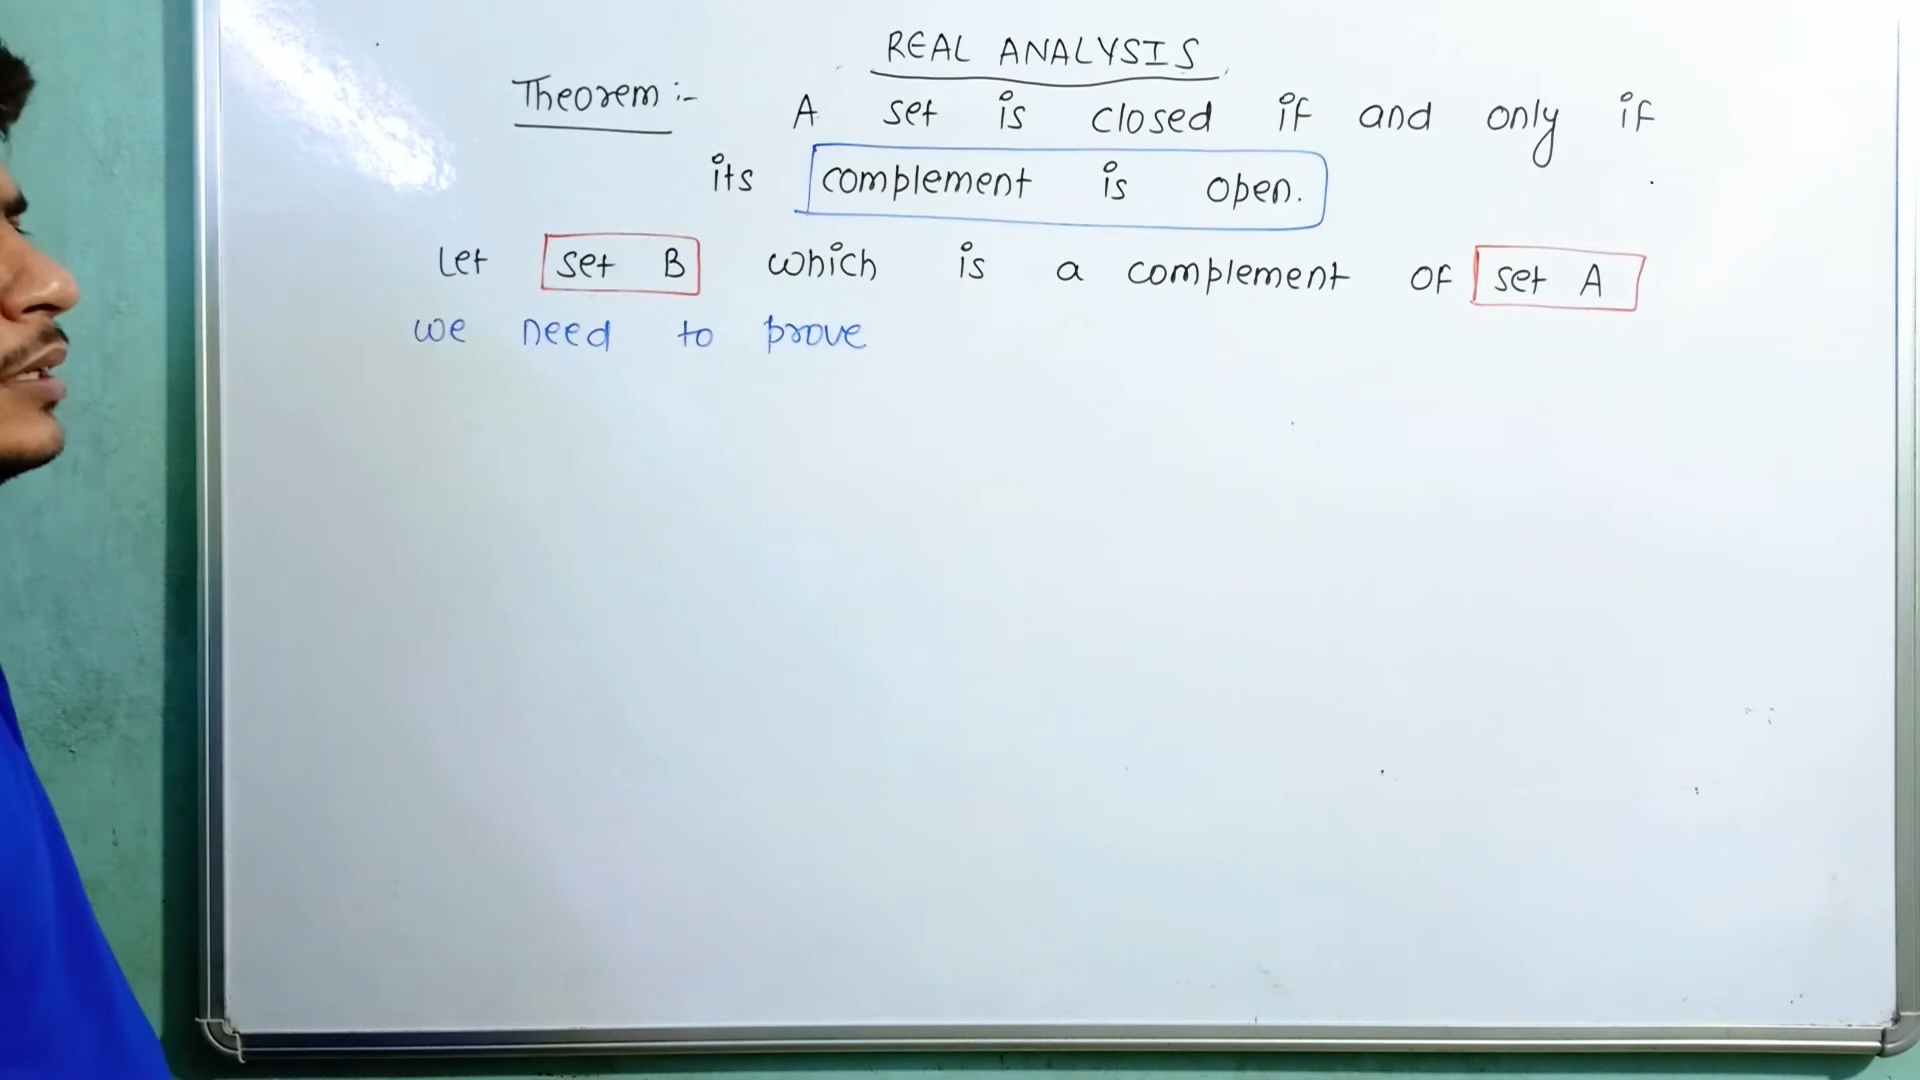 REAL ANALYSIS
Theorem :- A set is closed if and only if
its complement is open.
Let set B which is a complement of set A
we need to prove